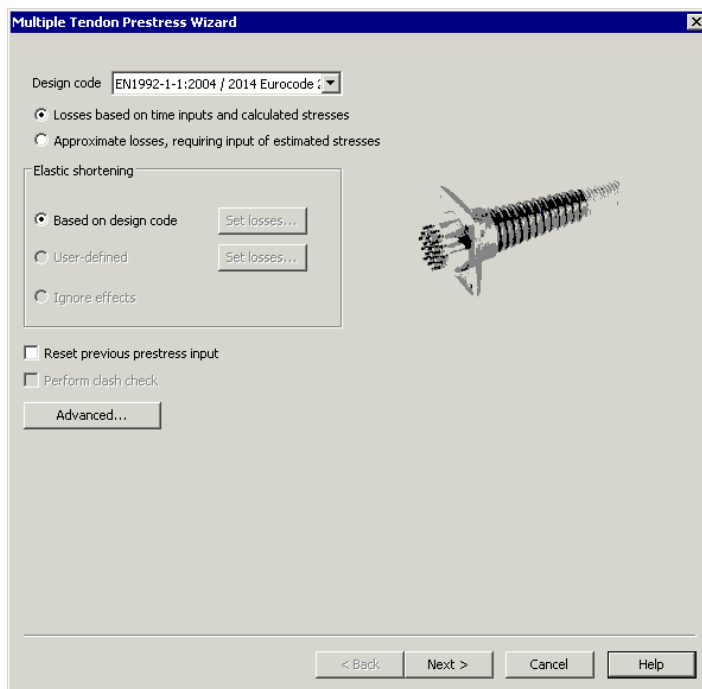 Multiple Tendon Prestress Wizard
Design code EN1992-1-1:2004 / 2014 Eurocode 2
Losses based on time inputs and calculated stresses
Approximate losses, requiring input of estimated stresses
Elastic shortening
Based on design code Set losses...
User-defined Set losses...
Ignore effects
Reset previous prestress input
Perform clash check
Advanced...
< Back Next > Cancel Help